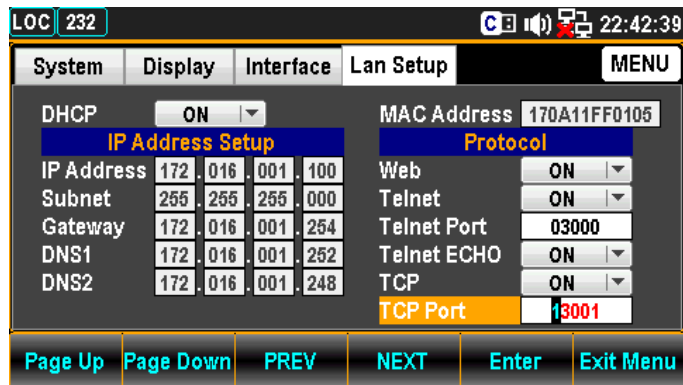 LOC 232 C 22:42:39
System Display Interface Lan Setup MENU
DHCP ON
IP Address Setup
IP Address 172 . 016 . 001 . 100
Subnet 255 . 255 . 255 . 000
Gateway 172 . 016 . 001 . 254
DNS1 172 . 016 . 001 . 252
DNS2 172 . 016 . 001 . 248
MAC Address 170A11FF0105
Protocol
Web ON
Telnet ON
Telnet Port 03000
Telnet ECHO ON
TCP ON
TCP Port 13001
Page Up Page Down PREV NEXT Enter Exit Menu